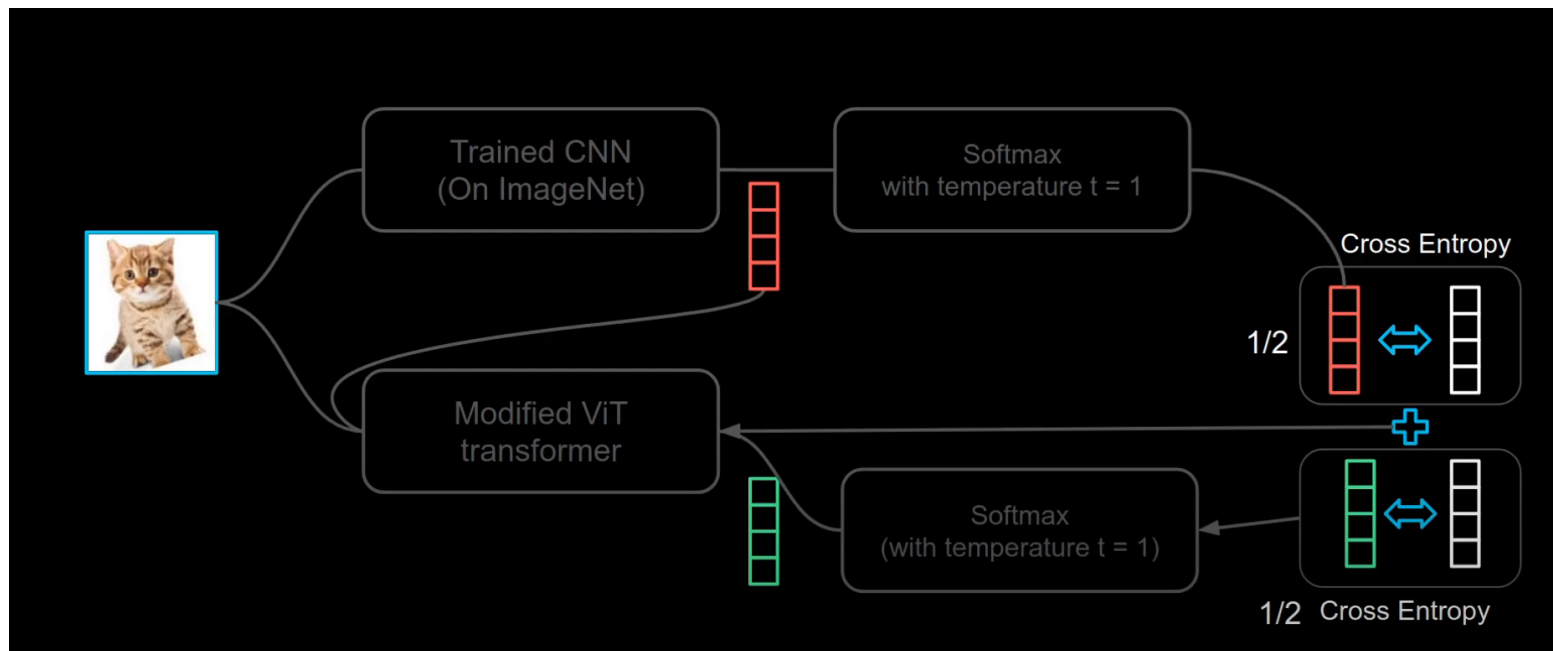 Trained CNN
(On ImageNet)
Softmax
with temperature t = 1
Cross Entropy
1/2
Modified ViT
transformer
Softmax
(with temperature t = 1)
1/2
Cross Entropy